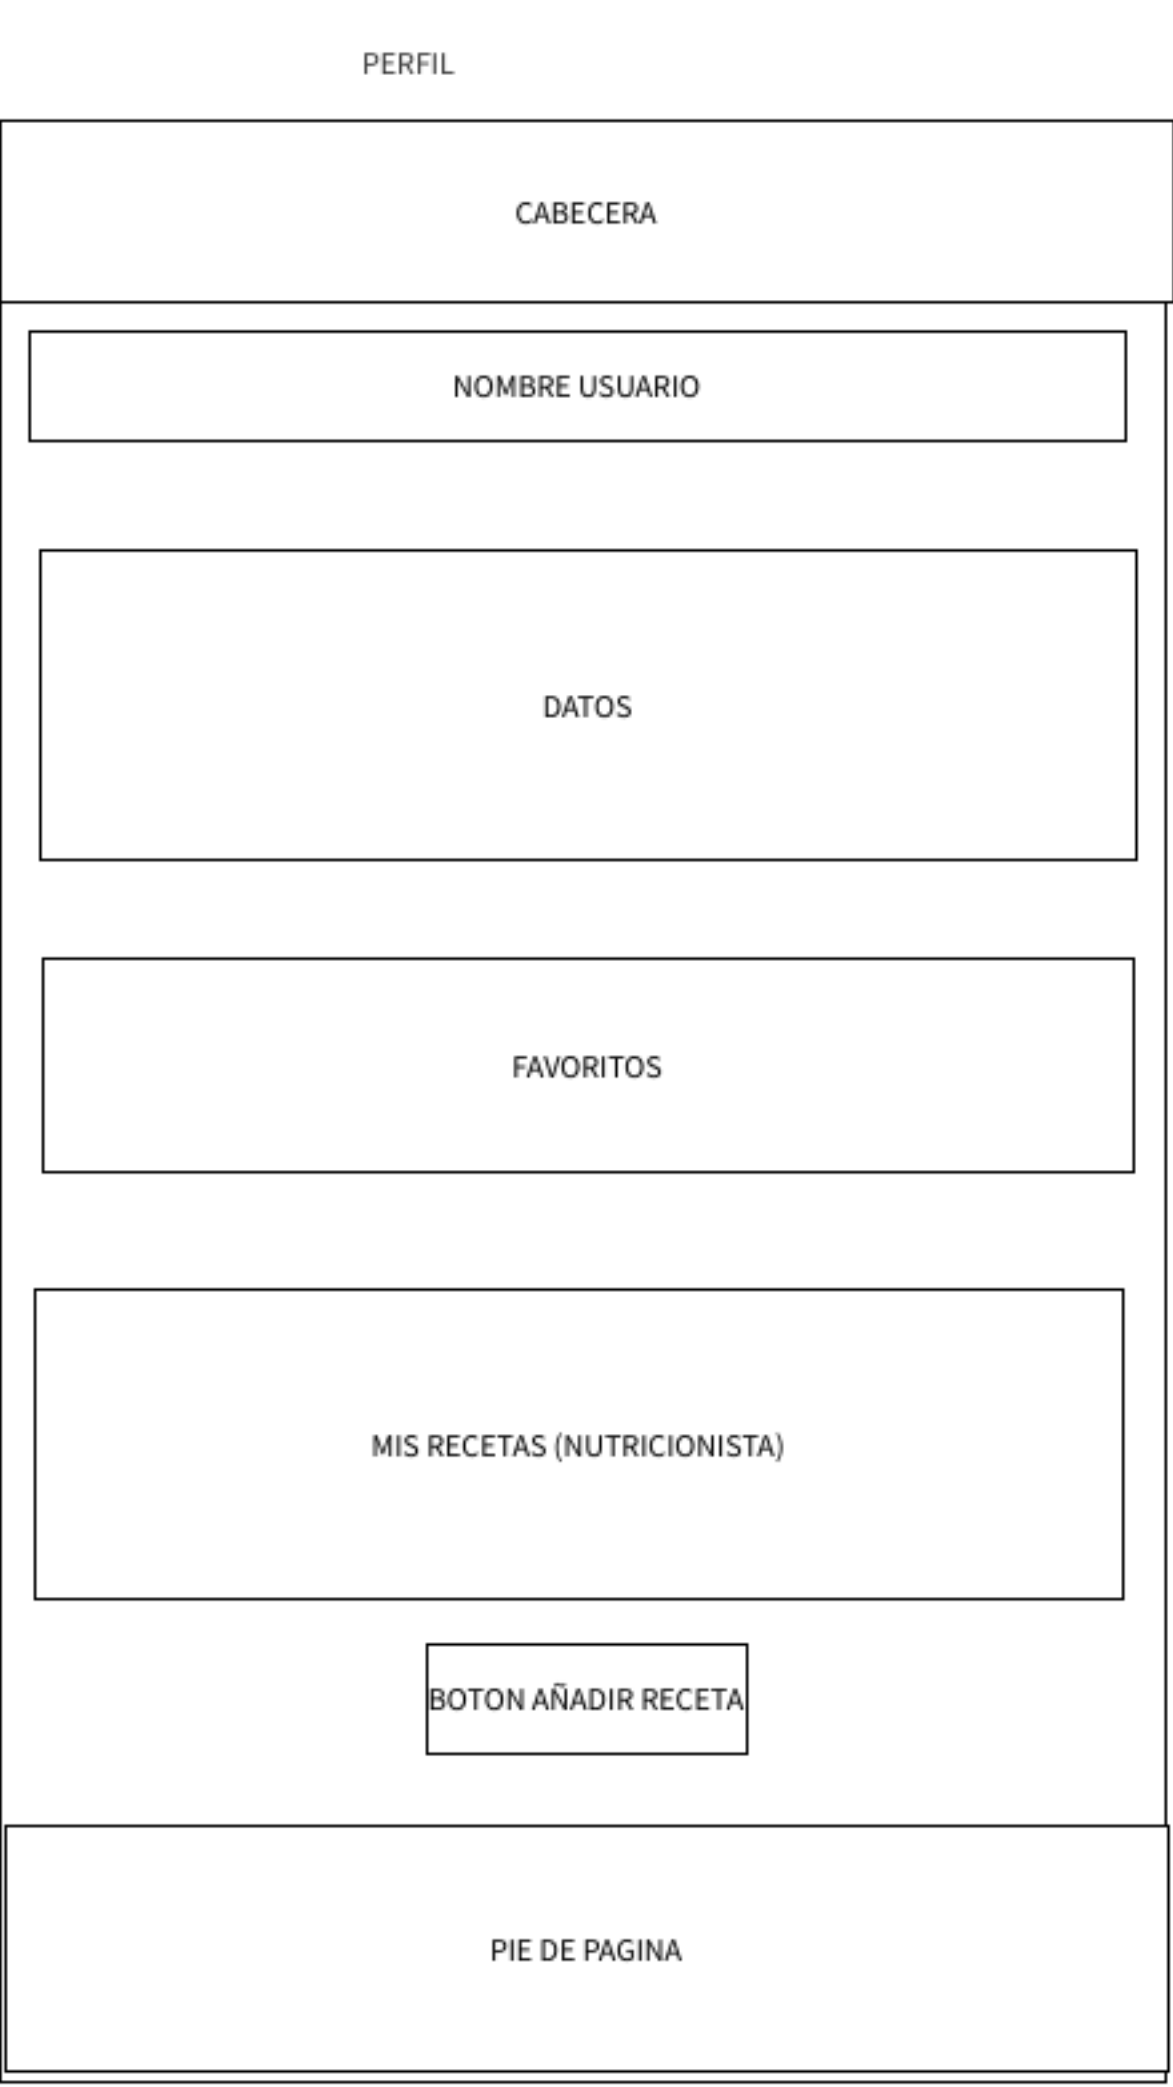 PERFIL
CABECERA
NOMBRE USUARIO
DATOS
FAVORITOS
MIS RECETAS (NUTRICIONISTA)
BOTON AÑADIR RECETA
PIE DE PAGINA